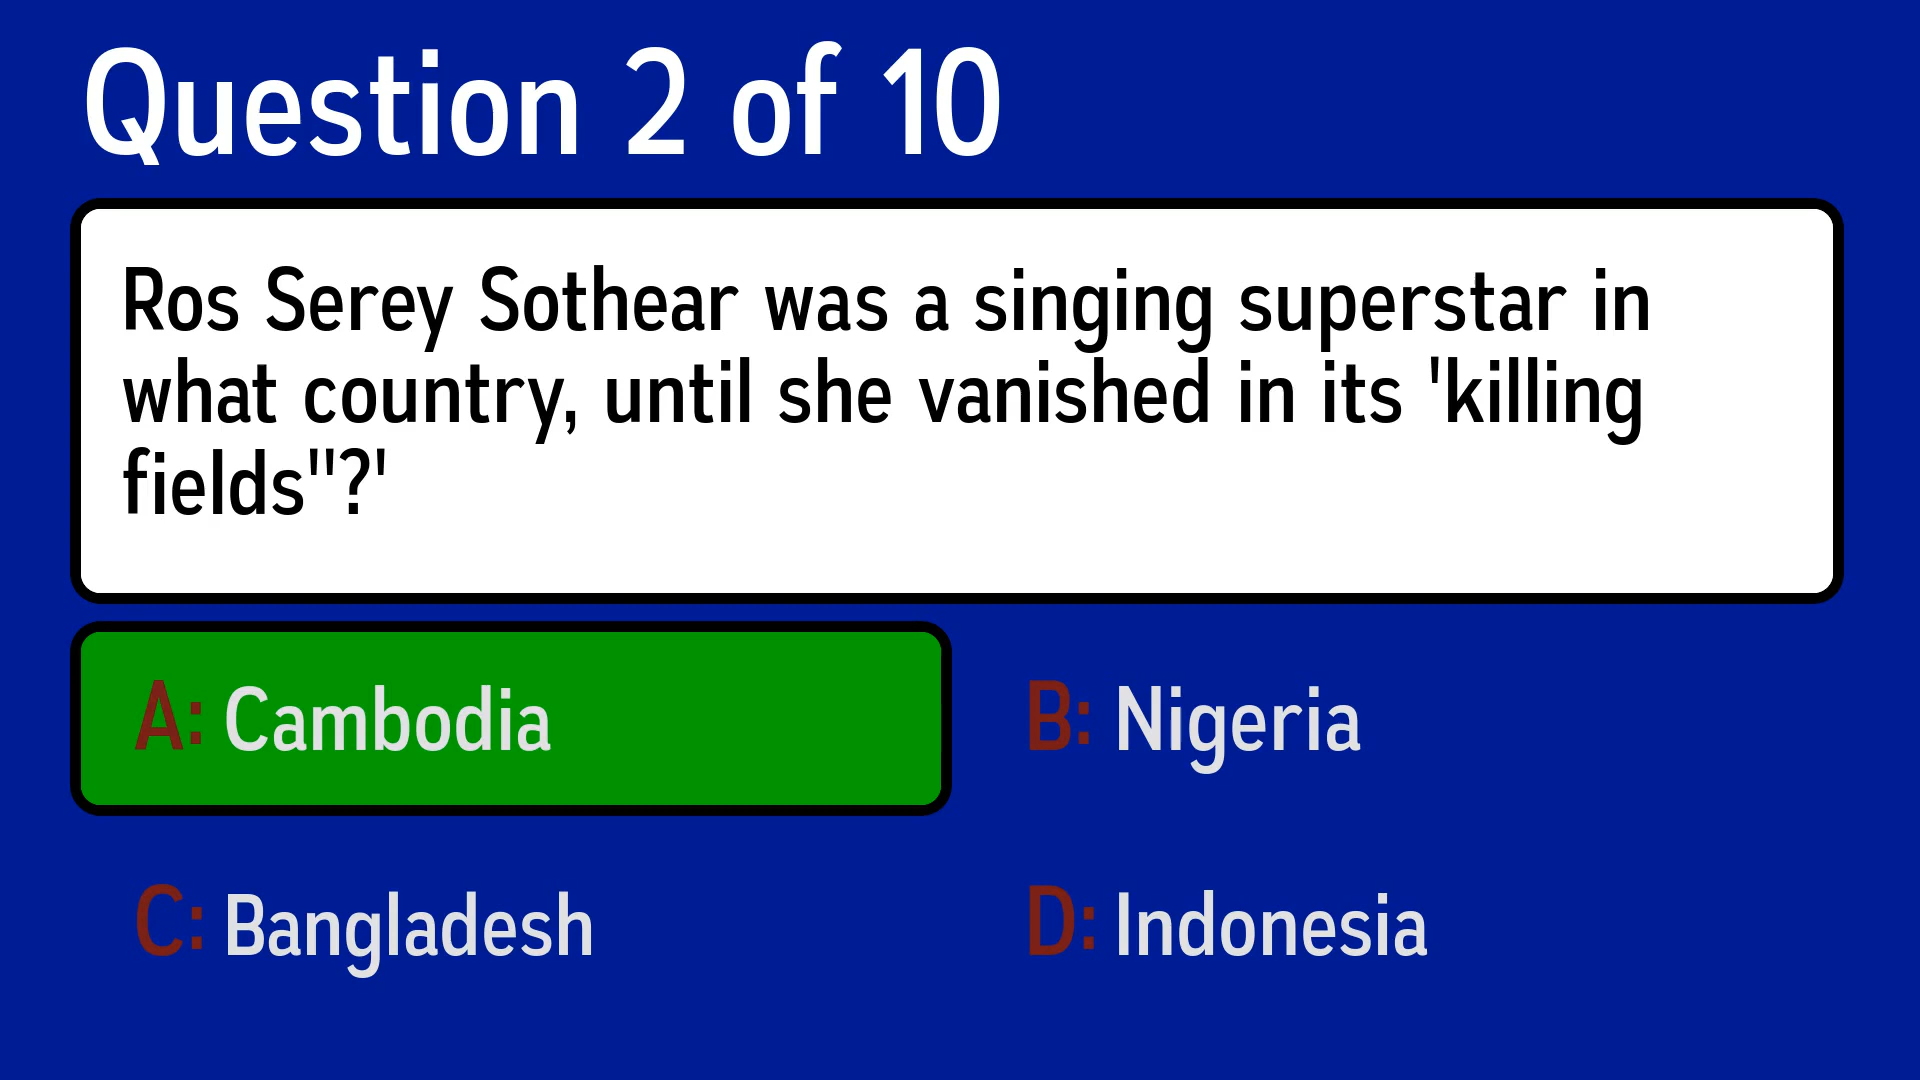 Question 2 of 10
Ros Serey Sothear was a singing superstar in
what country, until she vanished in its 'killing
fields"?'
A: Cambodia
B: Nigeria
C: Bangladesh
D: Indonesia